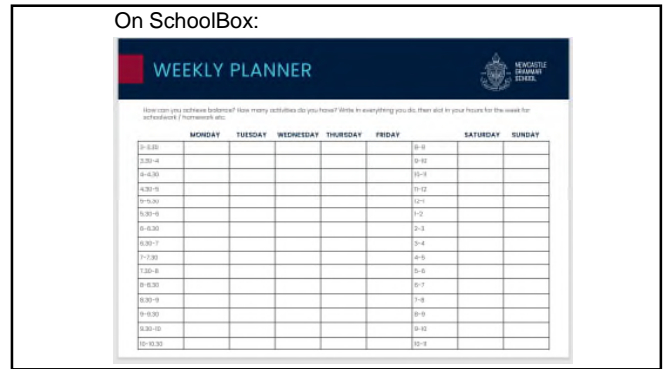 On SchoolBox:
WEEKLY PLANNER
NEWCASTLE
GRAMMAR
SCHOOL
How can you achieve balance? How many activities do you have? Write in everything you do, then slot in your hours for the week for
schoolwork / homework etc
MONDAY TUESDAY WEDNESDAY THURSDAY FRIDAY SATURDAY SUNDAY
3-3.30 8-9
3.30-4 9-10
4-4.30 10-11
4.30-5 11-12
5-5.30 12-1
5.30-6 1-2
6-6.30 2-3
6.30-7 3-4
7-7.30 4-5
7.30-8 5-6
8-8.30 6-7
8.30-9 7-8
9-9.30 8-9
9.30-10 9-10
10-10.30 10-11